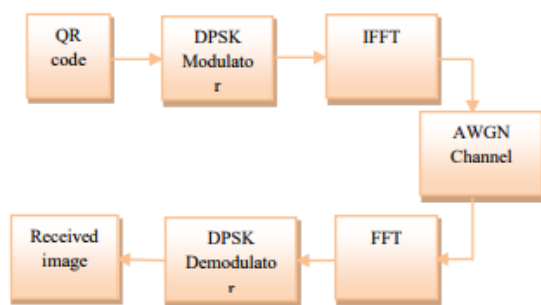 QR
code
DPSK
Modulato
r
IFFT
AWGN
Channel
FFT
DPSK
Demodulato
r
Received
image